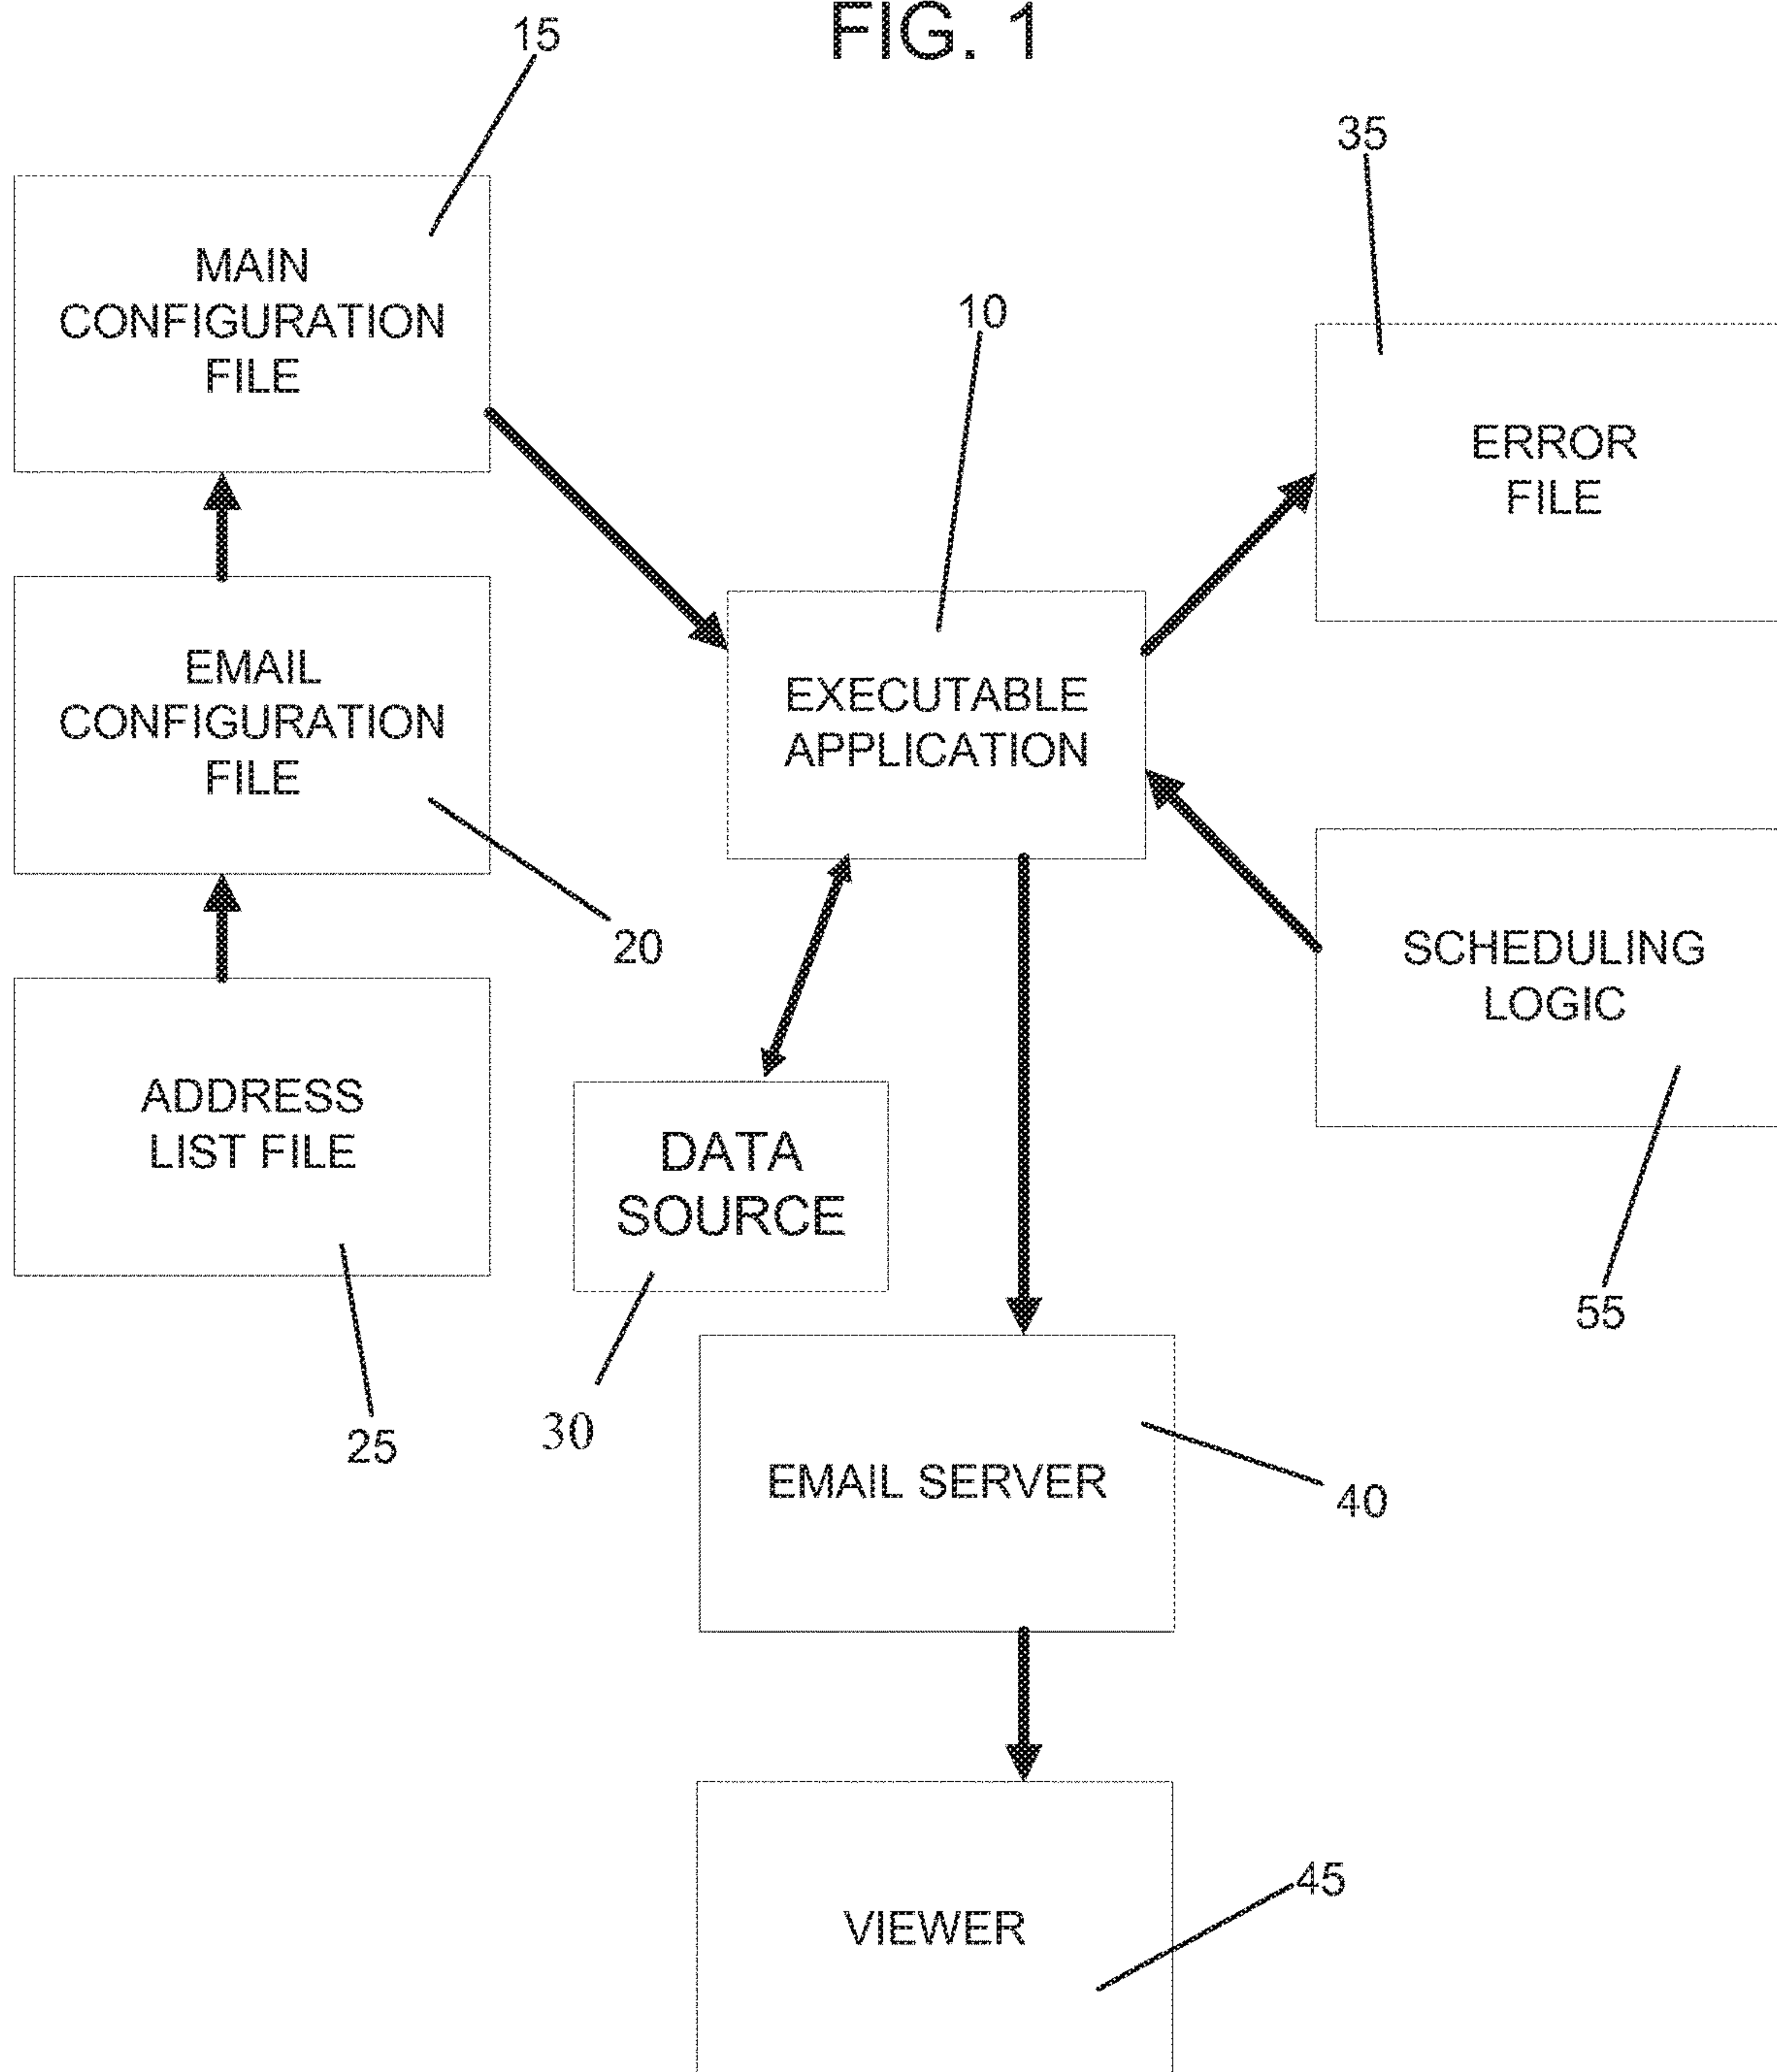 FIG. 1
15
35
MAIN
CONFIGURATION
FILE
10
ERROR
FILE
EMAIL
CONFIGURATION
FILE
EXECUTABLE
APPLICATION
20
SCHEDULING
LOGIC
ADDRESS
LIST FILE
DATA
SOURCE
55
25
30
EMAIL SERVER
40
45
VIEWER